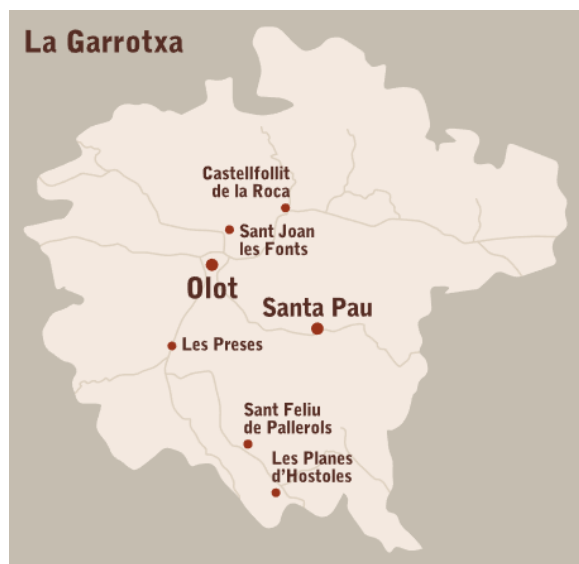 La Garrotxa
Castellfollit
de la Roca
Sant Joan
les Fonts
Olot
Santa Pau
Les Preses
Sant Feliu
de Pallerols
Les Planes
d'Hostoles